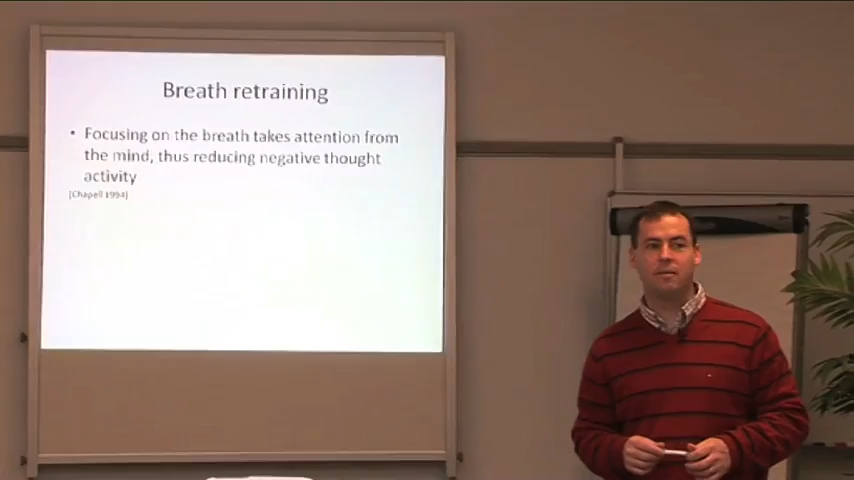 Breath retraining
• Focusing on the breath takes attention from
the mind, thus reducing negative thought
activity
[Chapell 1994]